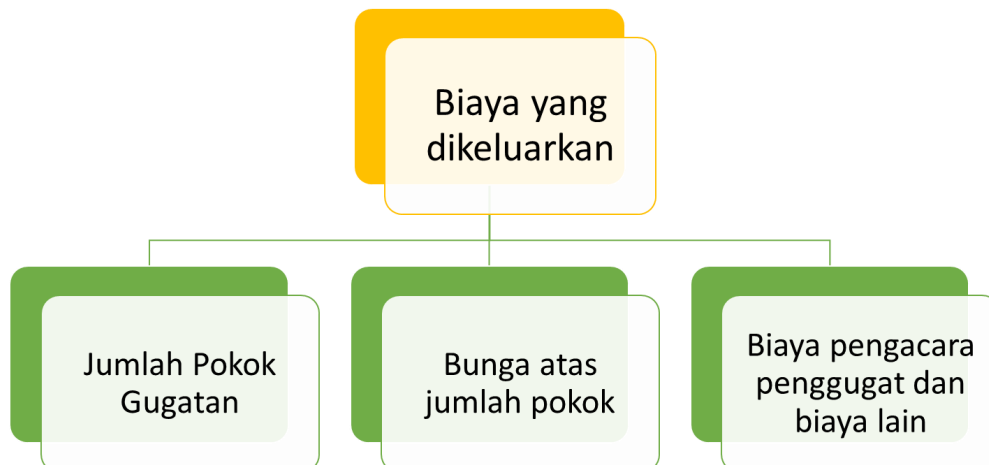 Biaya yang
dikeluarkan
Jumlah Pokok
Gugatan
Bunga atas
jumlah pokok
Biaya pengacara
penggugat dan
biaya lain